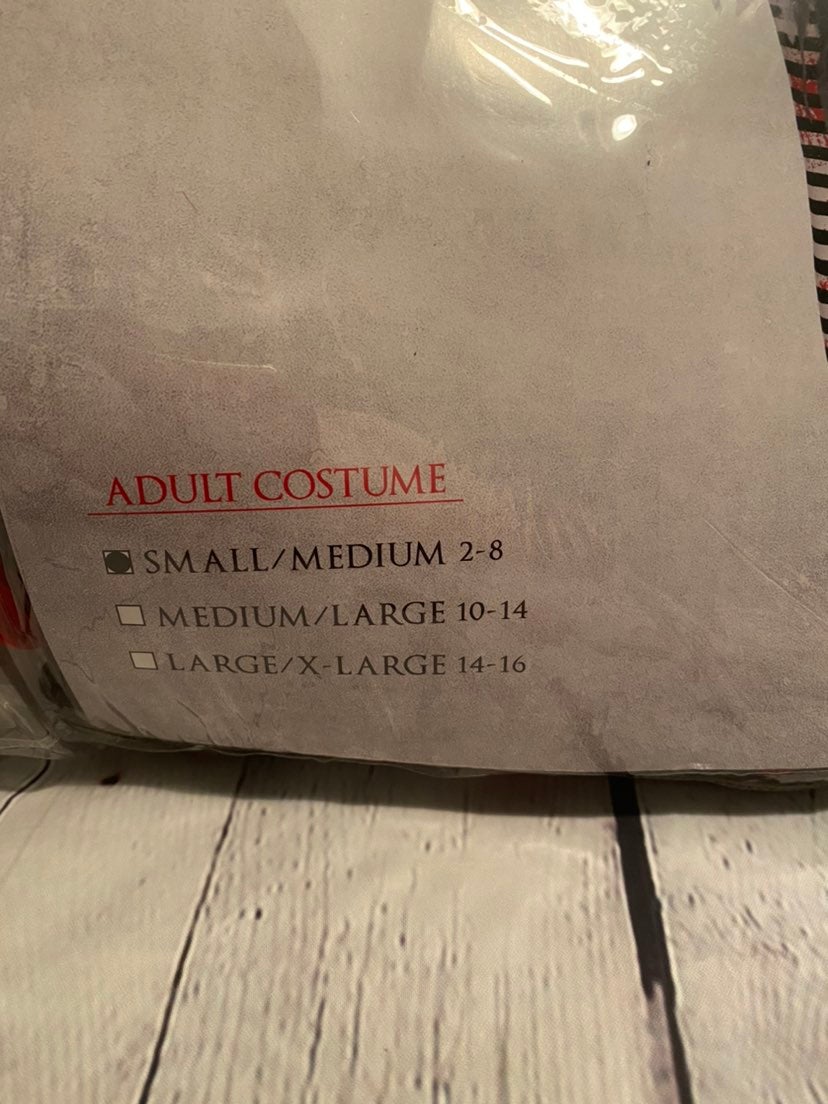 ADULT COSTUME
SMALL/MEDIUM 2-8
MEDIUM/LARGE 10-14
LARGE/X-LARGE 14-16